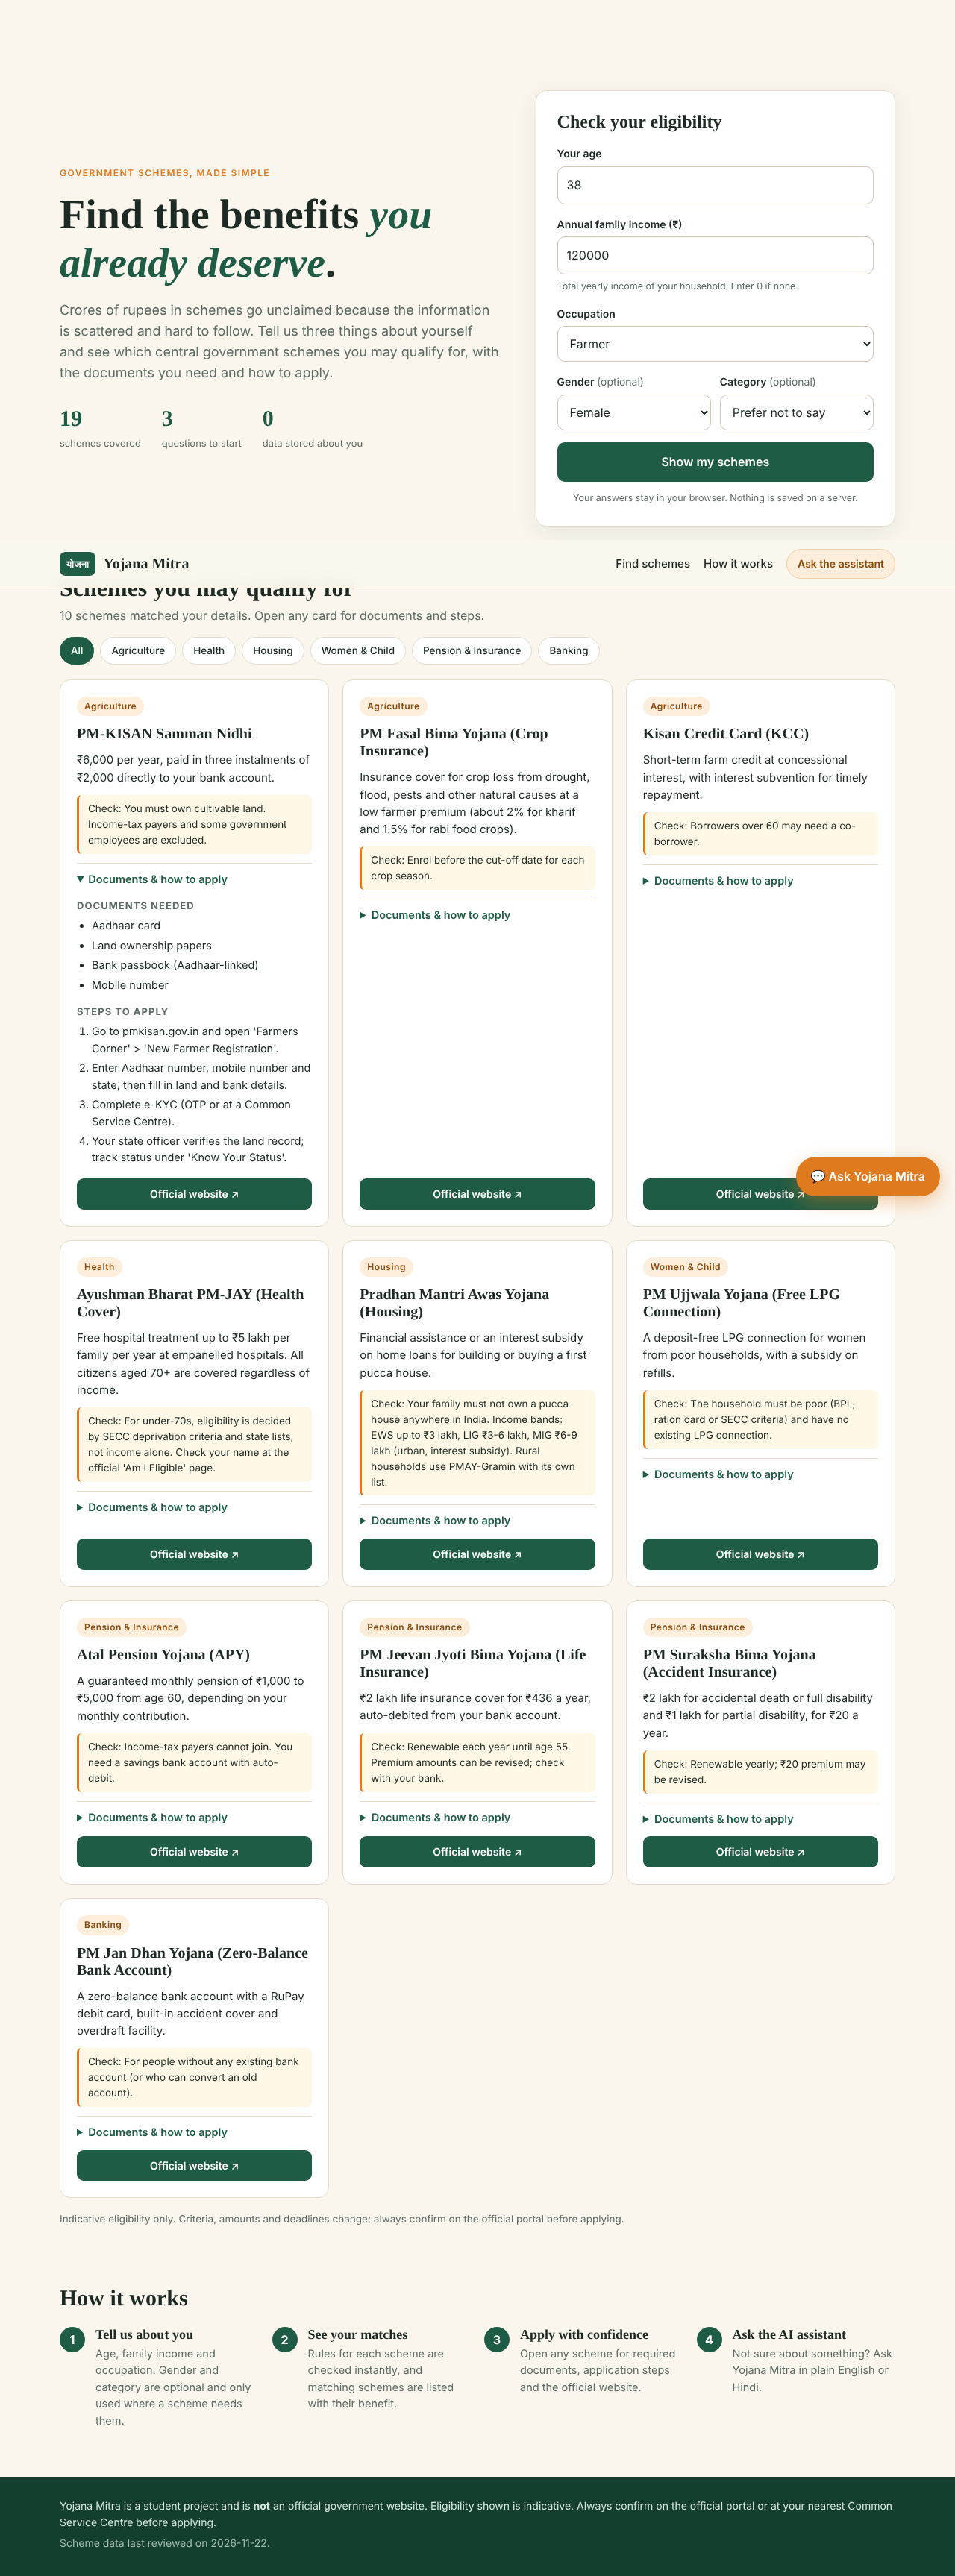 GOVERNMENT SCHEMES, MADE SIMPLE
Find the benefits you
already deserve.
Crores of rupees in schemes go unclaimed because the information
is scattered and hard to follow. Tell us three things about yourself
and see which central government schemes you may qualify for, with
the documents you need and how to apply.
19
schemes covered
3
questions to start
0
data stored about you
Check your eligibility
Your age
38
Annual family income (₹)
120000
Total yearly income of your household. Enter 0 if none.
Occupation
Farmer
Gender (optional)
Female
Category (optional)
Prefer not to say
Show my schemes
Your answers stay in your browser. Nothing is saved on a server.
योजना
Yojana Mitra
Find schemes
How it works
Ask the assistant
Schemes you may qualify for
10 schemes matched your details. Open any card for documents and steps.
All
Agriculture
Health
Housing
Women & Child
Pension & Insurance
Banking
Agriculture
PM-KISAN Samman Nidhi
₹6,000 per year, paid in three instalments of
₹2,000 directly to your bank account.
Check: You must own cultivable land.
Income-tax payers and some government
employees are excluded.
▼ Documents & how to apply
DOCUMENTS NEEDED
• Aadhaar card
• Land ownership papers
• Bank passbook (Aadhaar-linked)
• Mobile number
STEPS TO APPLY
1. Go to pmkisan.gov.in and open 'Farmers
Corner' > 'New Farmer Registration'.
2. Enter Aadhaar number, mobile number and
state, then fill in land and bank details.
3. Complete e-KYC (OTP or at a Common
Service Centre).
4. Your state officer verifies the land record;
track status under 'Know Your Status'.
Official website ↗
Agriculture
PM Fasal Bima Yojana (Crop
Insurance)
Insurance cover for crop loss from drought,
flood, pests and other natural causes at a
low farmer premium (about 2% for kharif
and 1.5% for rabi food crops).
Check: Enrol before the cut-off date for each
crop season.
▶ Documents & how to apply
Official website ↗
Agriculture
Kisan Credit Card (KCC)
Short-term farm credit at concessional
interest, with interest subvention for timely
repayment.
Check: Borrowers over 60 may need a co-
borrower.
▶ Documents & how to apply
Official website ↗
💬 Ask Yojana Mitra
Health
Ayushman Bharat PM-JAY (Health
Cover)
Free hospital treatment up to ₹5 lakh per
family per year at empanelled hospitals. All
citizens aged 70+ are covered regardless of
income.
Check: For under-70s, eligibility is decided
by SECC deprivation criteria and state lists,
not income alone. Check your name at the
official 'Am I Eligible' page.
▶ Documents & how to apply
Official website ↗
Housing
Pradhan Mantri Awas Yojana
(Housing)
Financial assistance or an interest subsidy
on home loans for building or buying a first
pucca house.
Check: Your family must not own a pucca
house anywhere in India. Income bands:
EWS up to ₹3 lakh, LIG ₹3-6 lakh, MIG ₹6-9
lakh (urban, interest subsidy). Rural
households use PMAY-Gramin with its own
list.
▶ Documents & how to apply
Official website ↗
Women & Child
PM Ujjwala Yojana (Free LPG
Connection)
A deposit-free LPG connection for women
from poor households, with a subsidy on
refills.
Check: The household must be poor (BPL,
ration card or SECC criteria) and have no
existing LPG connection.
▶ Documents & how to apply
Official website ↗
Pension & Insurance
Atal Pension Yojana (APY)
A guaranteed monthly pension of ₹1,000 to
₹5,000 from age 60, depending on your
monthly contribution.
Check: Income-tax payers cannot join. You
need a savings bank account with auto-
debit.
▶ Documents & how to apply
Official website ↗
Pension & Insurance
PM Jeevan Jyoti Bima Yojana (Life
Insurance)
₹2 lakh life insurance cover for ₹436 a year,
auto-debited from your bank account.
Check: Renewable each year until age 55.
Premium amounts can be revised; check
with your bank.
▶ Documents & how to apply
Official website ↗
Pension & Insurance
PM Suraksha Bima Yojana
(Accident Insurance)
₹2 lakh for accidental death or full disability
and ₹1 lakh for partial disability, for ₹20 a
year.
Check: Renewable yearly; ₹20 premium may
be revised.
▶ Documents & how to apply
Official website ↗
Banking
PM Jan Dhan Yojana (Zero-Balance
Bank Account)
A zero-balance bank account with a RuPay
debit card, built-in accident cover and
overdraft facility.
Check: For people without any existing bank
account (or who can convert an old
account).
▶ Documents & how to apply
Official website ↗
Indicative eligibility only. Criteria, amounts and deadlines change; always confirm on the official portal before applying.
How it works
1
Tell us about you
Age, family income and
occupation. Gender and
category are optional and only
used where a scheme needs
them.
2
See your matches
Rules for each scheme are
checked instantly, and
matching schemes are listed
with their benefit.
3
Apply with confidence
Open any scheme for required
documents, application steps
and the official website.
4
Ask the AI assistant
Not sure about something? Ask
Yojana Mitra in plain English or
Hindi.
Yojana Mitra is a student project and is not an official government website. Eligibility shown is indicative. Always confirm on the official portal or at your nearest Common
Service Centre before applying.
Scheme data last reviewed on 2026-11-22.